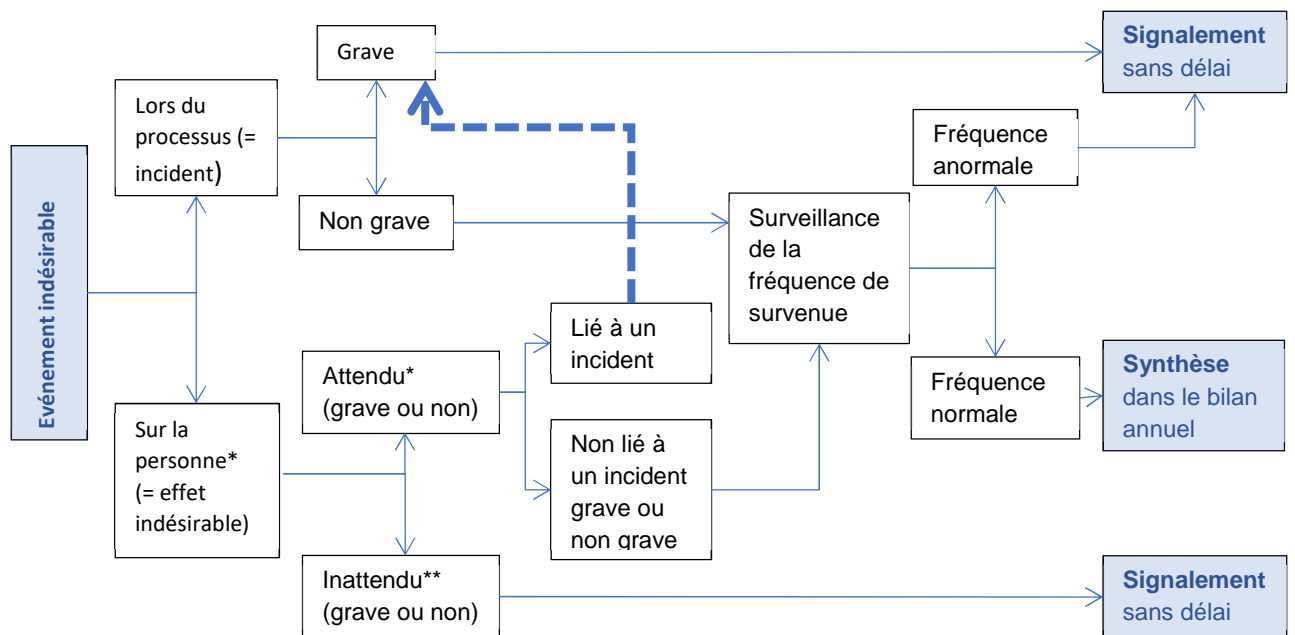 Evénement indésirable
Lors du
processus (=
incident)
Sur la
personne*
(= effet
indésirable)
Grave
Non grave
Attendu*
(grave ou non)
Inattendu**
(grave ou non)
Lié à un
incident
Non lié à
un incident
grave ou
non grave
Surveillance
de la
fréquence de
survenue
Fréquence
anormale
Fréquence
normale
Signalement
sans délai
Synthèse
dans le bilan
annuel
Signalement
sans délai